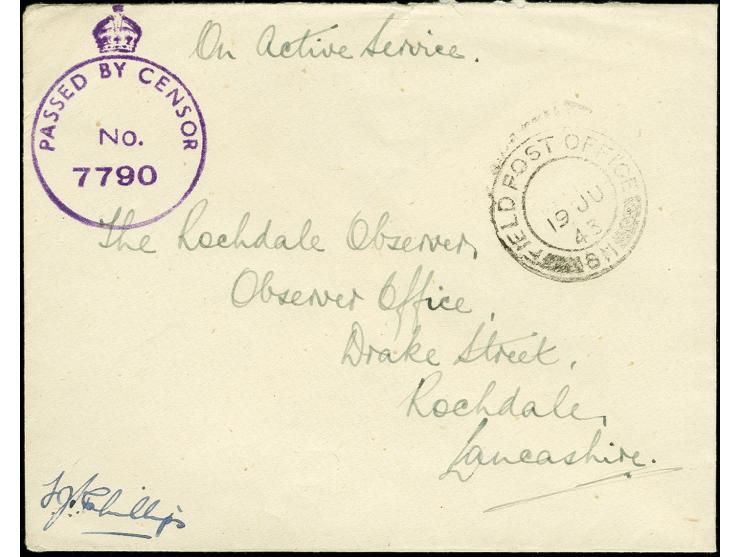 On Active Service.
PASSED BY CENSOR
No.
7790
FIELD POST OFFICE
19 JU
43
The Rochdale Observer,
Observer Office,
Drake Street,
Rochdale,
Lancashire.
Phillips